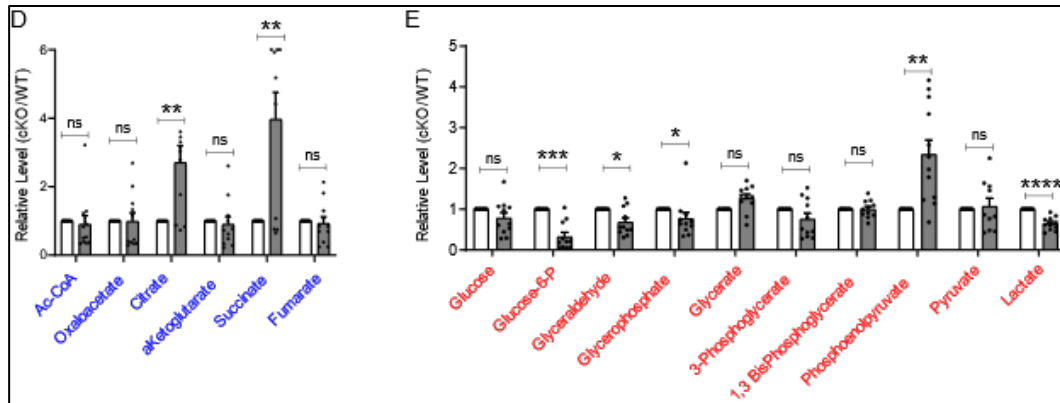 D
Relative Level (cKO/WT)
6
4
2
0
ns
ns
**
ns
**
ns
Ac-CoA
Oxaloacetate
Citrate
aKetoglutarate
Succinate
Fumarate
E
Relative Level (cKO/WT)
5
4
3
2
1
0
ns
***
*
*
ns
ns
ns
**
ns
****
Glucose
Glucose-6-P
Glyceraldehyde
Glycerophosphate
Glycerate
3-Phosphoglycerate
1,3 BisPhosphoglycerate
Phosphoenolpyruvate
Pyruvate
Lactate